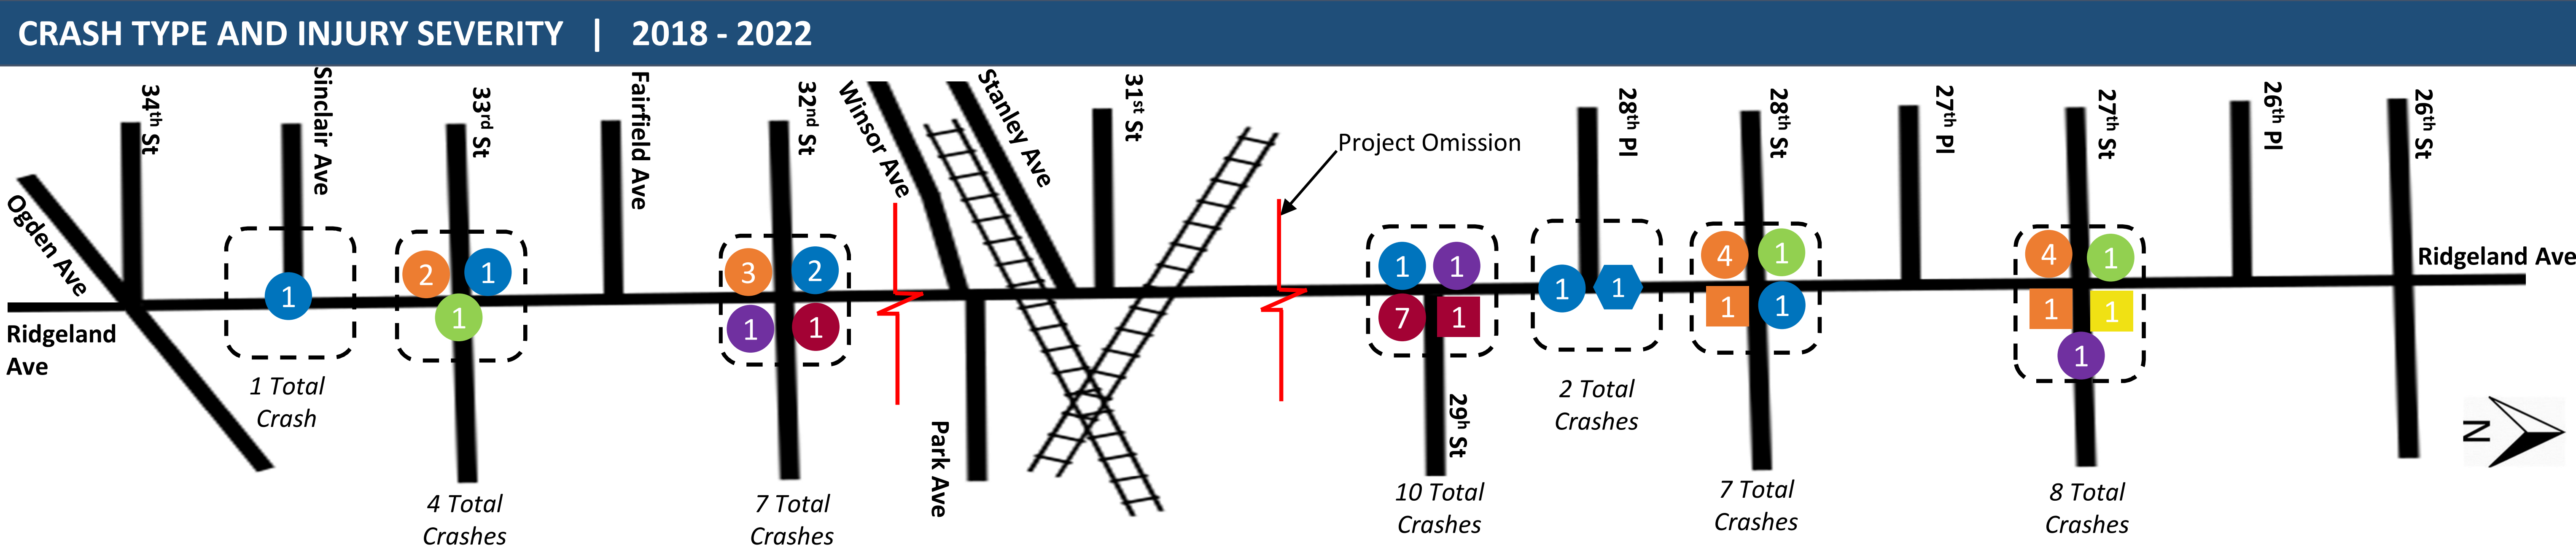 CRASH TYPE AND INJURY SEVERITY | 2018 - 2022
34th St
Sinclair Ave
33rd St
Fairfield Ave
32nd St
Winsor Ave
Stanley Ave
31st St
Project Omission
28th Pl
28th St
27th Pl
27th St
26th Pl
26th St
Ogden Ave
Ridgeland Ave
Ridgeland
Ave
1
2 1
1
3 2
1 1
1 1
7 1
1 1
4 1
1 1
4 1
1 1
1
1 Total
Crash
4 Total
Crashes
7 Total
Crashes
Park Ave
29h St
10 Total
Crashes
2 Total
Crashes
7 Total
Crashes
8 Total
Crashes
N